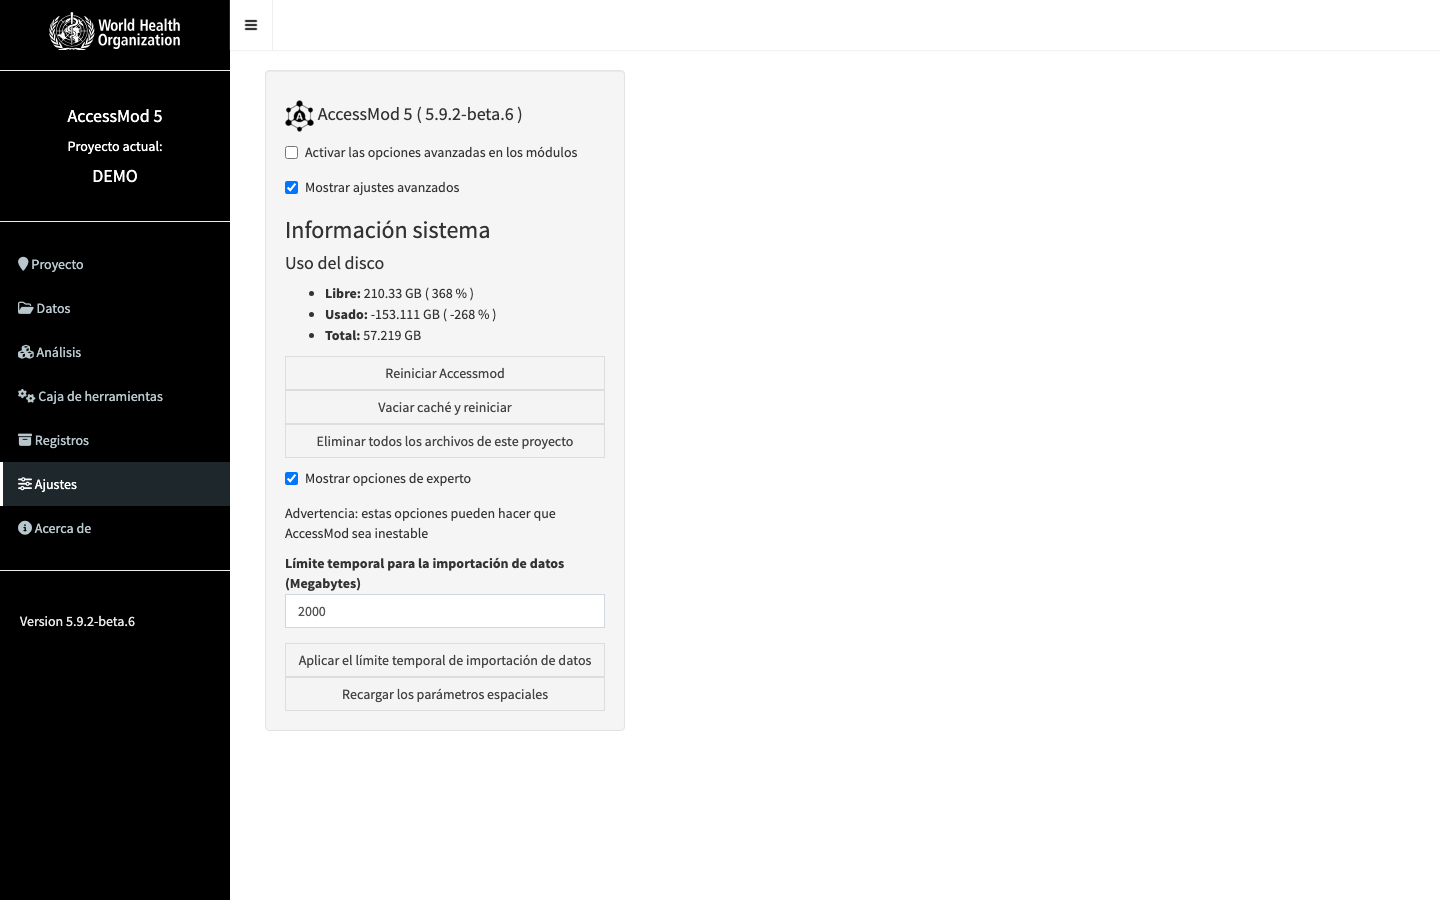 World Health
Organization
AccessMod 5
Proyecto actual:
DEMO
Proyecto
Datos
Análisis
Caja de herramientas
Registros
Ajustes
Acerca de
Version 5.9.2-beta.6
AccessMod 5 ( 5.9.2-beta.6 )
Activar las opciones avanzadas en los módulos
Mostrar ajustes avanzados
Información sistema
Uso del disco
Libre: 210.33 GB ( 368 % )
Usado: -153.111 GB ( -268 % )
Total: 57.219 GB
Reiniciar Accessmod
Vaciar caché y reiniciar
Eliminar todos los archivos de este proyecto
Mostrar opciones de experto
Advertencia: estas opciones pueden hacer que
AccessMod sea inestable
Límite temporal para la importación de datos
(Megabytes)
2000
Aplicar el límite temporal de importación de datos
Recargar los parámetros espaciales